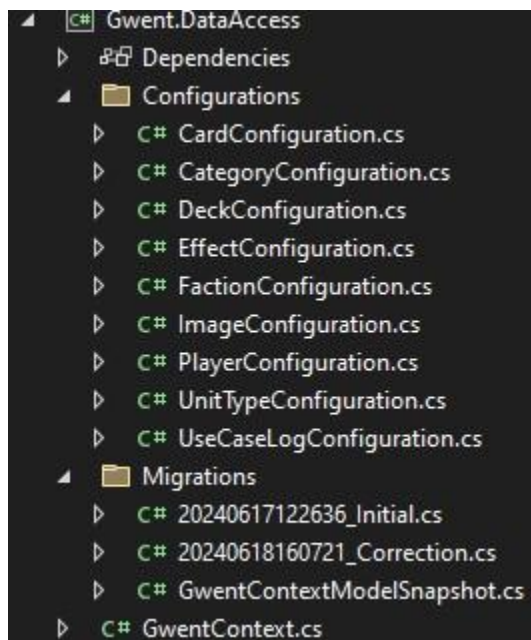 C# Gwent.DataAccess
Dependencies
Configurations
C# CardConfiguration.cs
C# CategoryConfiguration.cs
C# DeckConfiguration.cs
C# EffectConfiguration.cs
C# FactionConfiguration.cs
C# ImageConfiguration.cs
C# PlayerConfiguration.cs
C# UnitTypeConfiguration.cs
C# UseCaseLogConfiguration.cs
Migrations
C# 20240617122636_Initial.cs
C# 20240618160721_Correction.cs
C# GwentContextModelSnapshot.cs
C# GwentContext.cs